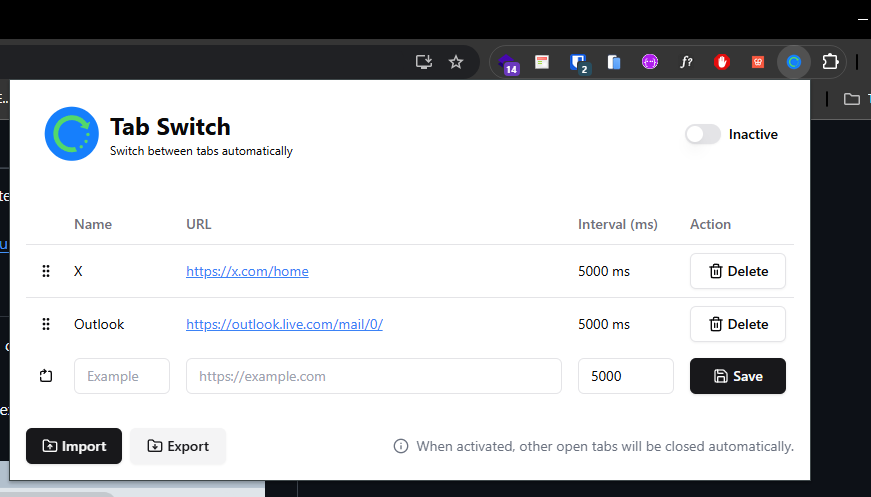 14
f?
2
Tab Switch
Switch between tabs automatically
Inactive
Name URL Interval (ms) Action
X https://x.com/home 5000 ms Delete
Outlook https://outlook.live.com/mail/0/ 5000 ms Delete
Example https://example.com 5000 Save
Import Export When activated, other open tabs will be closed automatically.